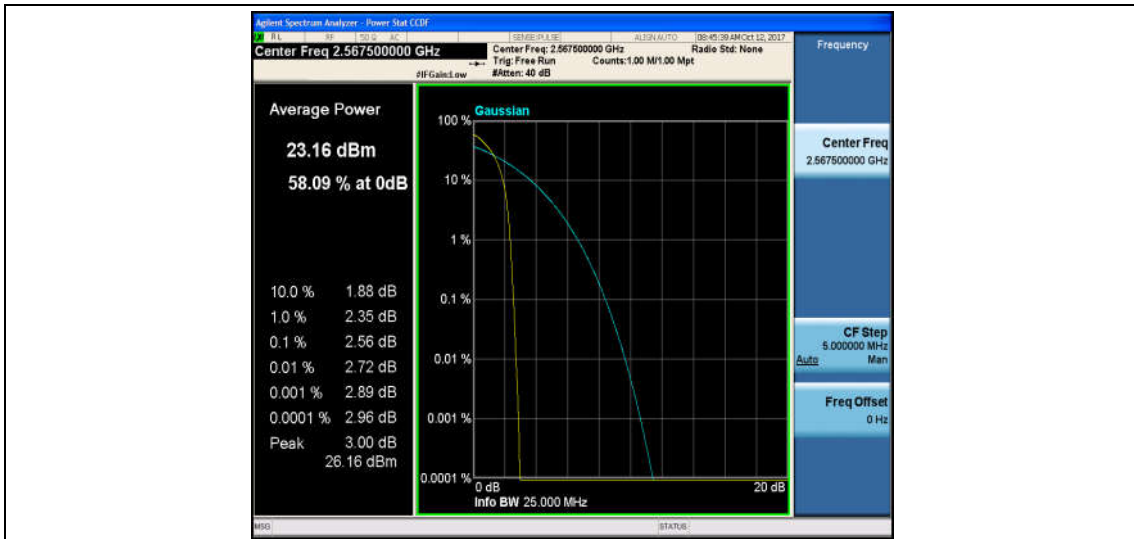 Agilent Spectrum Analyzer - Power Stat CCDF
RL RF 50 Ω AC SENSE:PULSE ALIGNAUTO 08:45:39 AM Oct 12, 2017
Center Freq 2.567500000 GHz
Center Freq: 2.567500000 GHz Radio Std: None
Trig: Free Run Counts:1.00 M/1.00 Mpt
#IFGain:Low #Atten: 40 dB
Frequency
Average Power
23.16 dBm
58.09 % at 0dB
10.0 % 1.88 dB
1.0 % 2.35 dB
0.1 % 2.56 dB
0.01 % 2.72 dB
0.001 % 2.89 dB
0.0001 % 2.96 dB
Peak 3.00 dB
26.16 dBm
Gaussian
100 %
10 %
1 %
0.1 %
0.01 %
0.001 %
0.0001 %
0 dB 20 dB
Info BW 25.000 MHz
Center Freq
2.567500000 GHz
CF Step
5.000000 MHz
Auto Man
Freq Offset
0 Hz
MSG STATUS